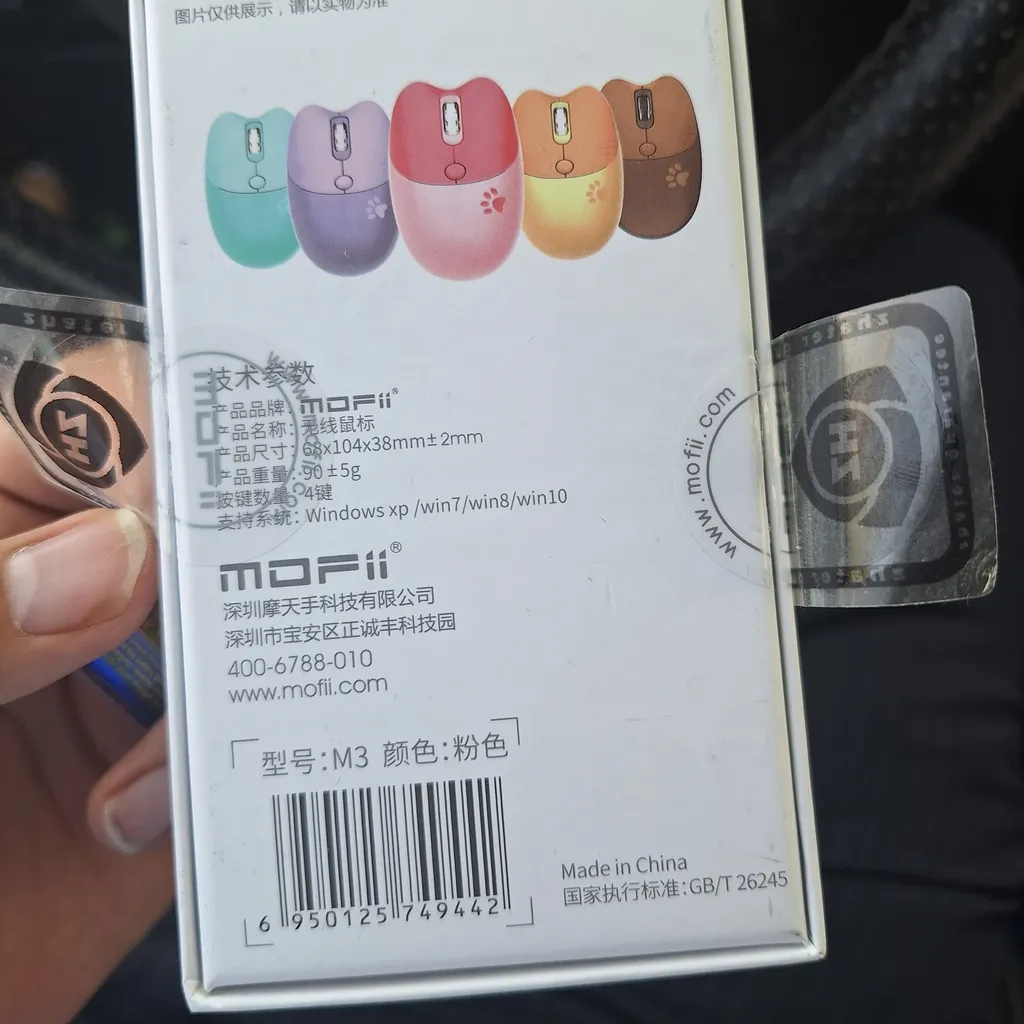 图片仅供展示，请以实物为准
技术参数
产品品牌：MOFii®
产品名称：无线鼠标
产品尺寸：68x104x38mm±2mm
产品重量：90±5g
按键数量：4键
支持系统：Windows xp /win7/win8/win10
MOFii®
深圳摩天手科技有限公司
深圳市宝安区正诚丰科技园
400-6788-010
www.mofii.com
型号：M3 颜色：粉色
6 950125 749442
Made in China
国家执行标准：GB/T 26245
www.mofii.com